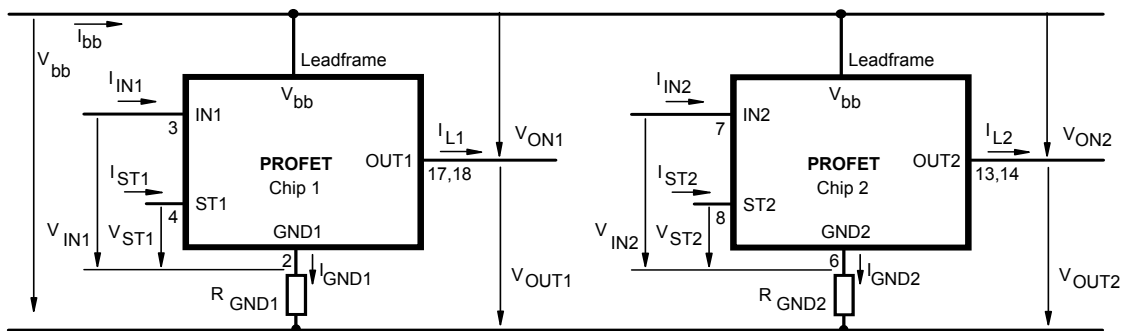 I bb
V bb
Leadframe
Leadframe
I IN1
V bb
I IN2
V bb
IN1
IN2
3
7
I L1
V ON1
I L2
V ON2
PROFET
OUT1
PROFET
OUT2
I ST1
Chip 1
17,18
I ST2
Chip 2
13,14
ST1
ST2
4
8
V IN1
V ST1
GND1
V IN2
V ST2
GND2
2
6
I GND1
V OUT1
I GND2
V OUT2
R GND1
R GND2